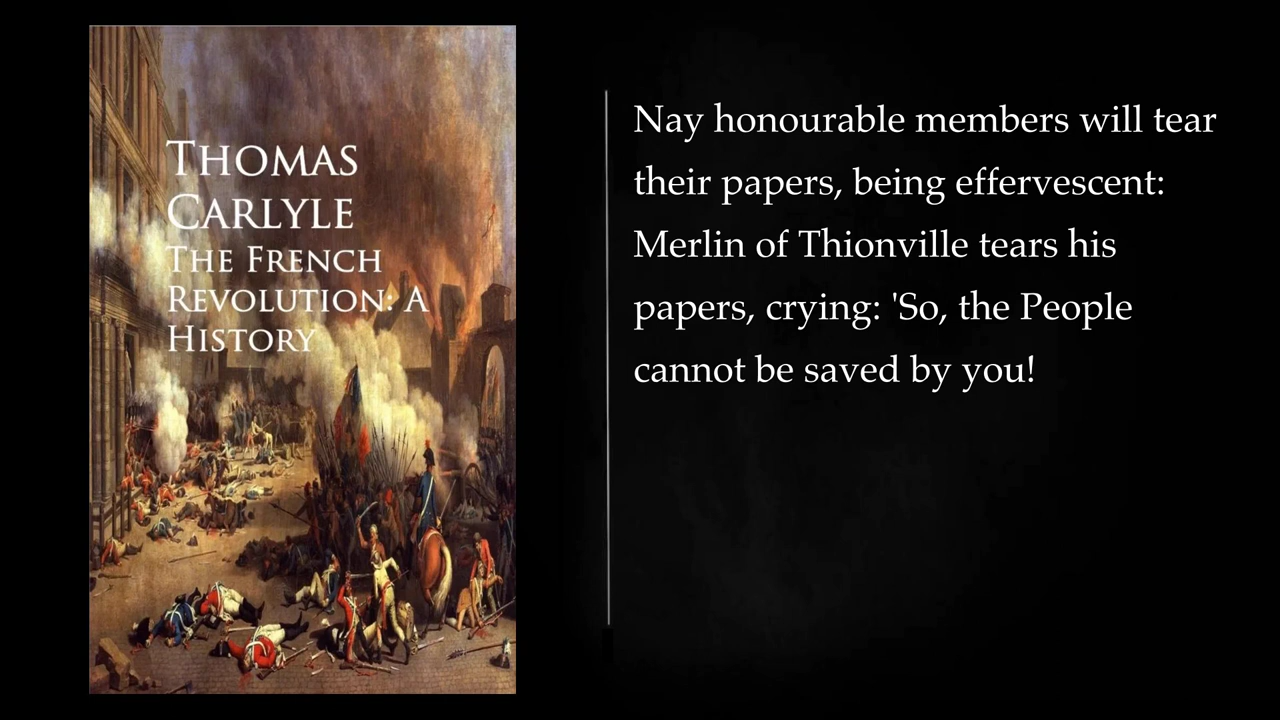 THOMAS
CARLYLE
THE FRENCH
REVOLUTION: A
HISTORY
Nay honourable members will tear
their papers, being effervescent:
Merlin of Thionville tears his
papers, crying: 'So, the People
cannot be saved by you!